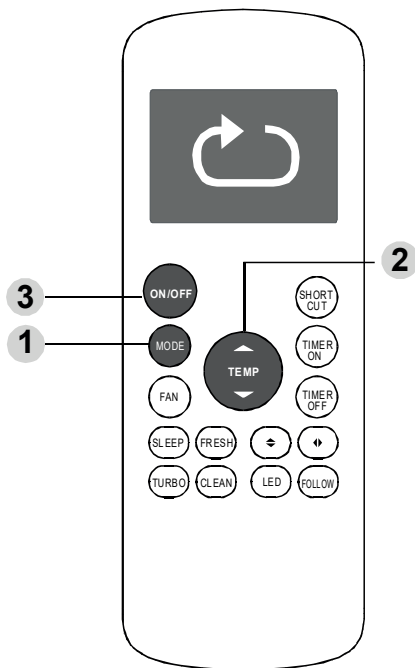 2
3
ON/OFF
SHORT
CUT
1
MODE
TEMP
TIMER
ON
FAN
TIMER
OFF
SLEEP
FRESH
TURBO
CLEAN
LED
FOLLOW